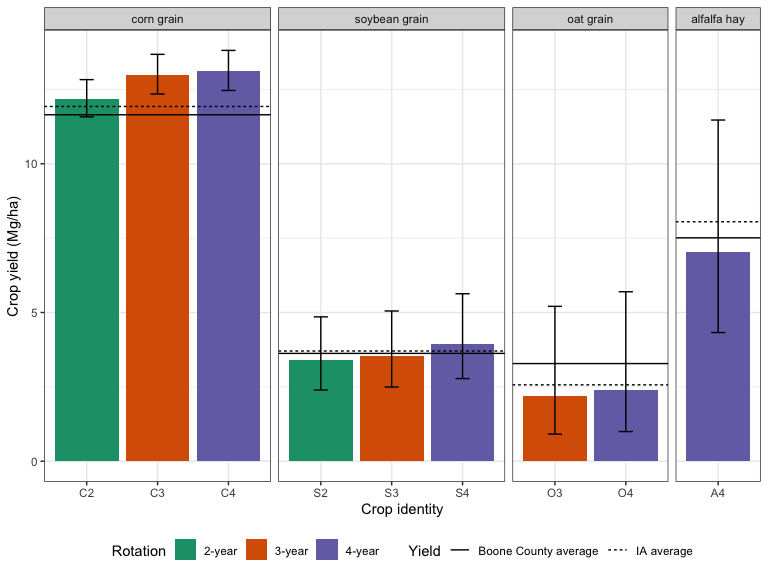 corn grain
soybean grain
oat grain
alfalfa hay
Crop yield (Mg/ha)
10
5
0
C2
C3
C4
S2
S3
S4
O3
O4
A4
Crop identity
Rotation 2-year 3-year 4-year Yield Boone County average IA average